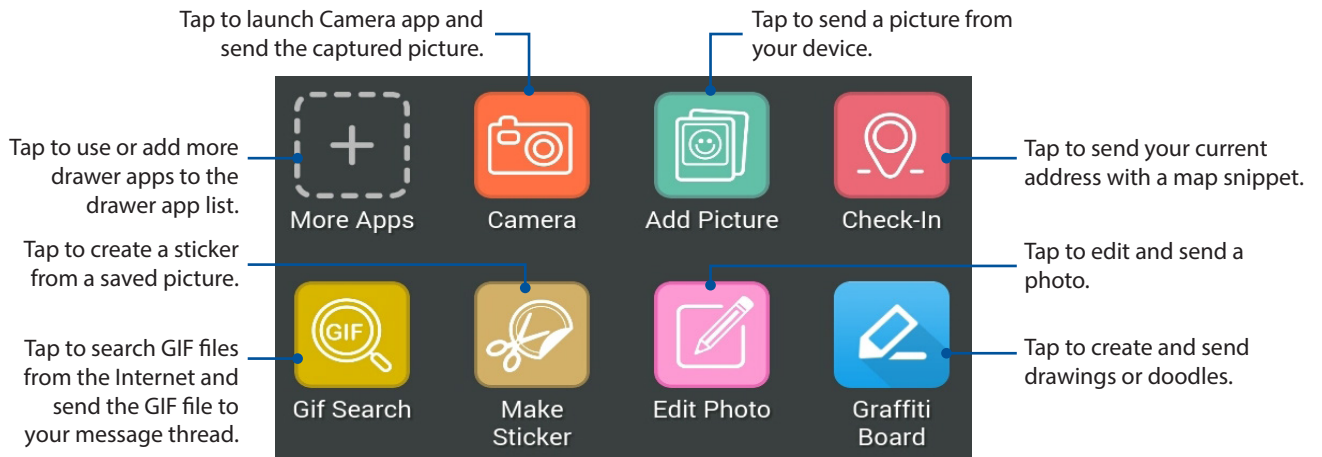 Tap to launch Camera app and
send the captured picture.
Tap to send a picture from
your device.
Tap to use or add more
drawer apps to the
drawer app list.
More Apps
Camera
Add Picture
Check-In
Tap to send your current
address with a map snippet.
Tap to create a sticker
from a saved picture.
Tap to edit and send a
photo.
Tap to search GIF files
from the Internet and
send the GIF file to
your message thread.
GIF
Gif Search
Make
Sticker
Edit Photo
Graffiti
Board
Tap to create and send
drawings or doodles.